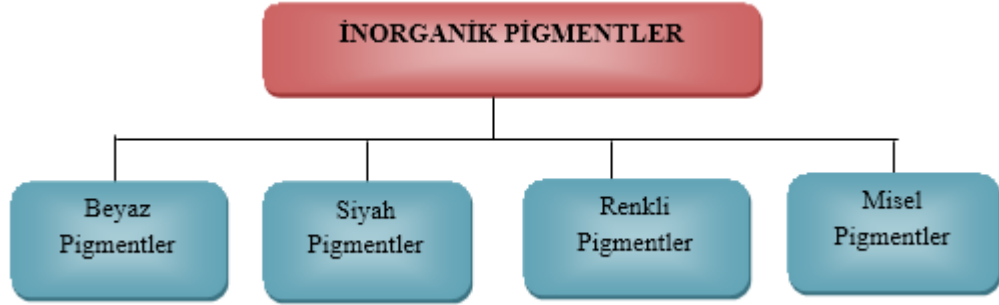 İNORGANİK PİGMENTLER
Beyaz
Pigmentler
Siyah
Pigmentler
Renkli
Pigmentler
Misel
Pigmentler